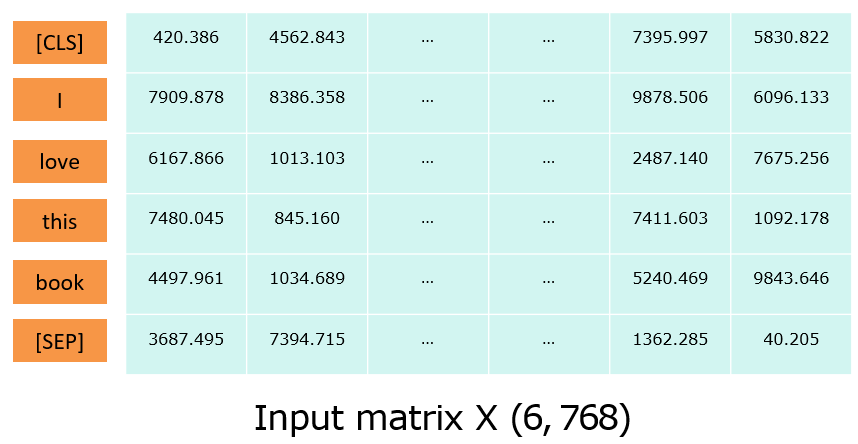 [CLS] 420.386 4562.843 ... ... 7395.997 5830.822
I 7909.878 8386.358 ... ... 9878.506 6096.133
love 6167.866 1013.103 ... ... 2487.140 7675.256
this 7480.045 845.160 ... ... 7411.603 1092.178
book 4497.961 1034.689 ... ... 5240.469 9843.646
[SEP] 3687.495 7394.715 ... ... 1362.285 40.205
Input matrix X (6, 768)